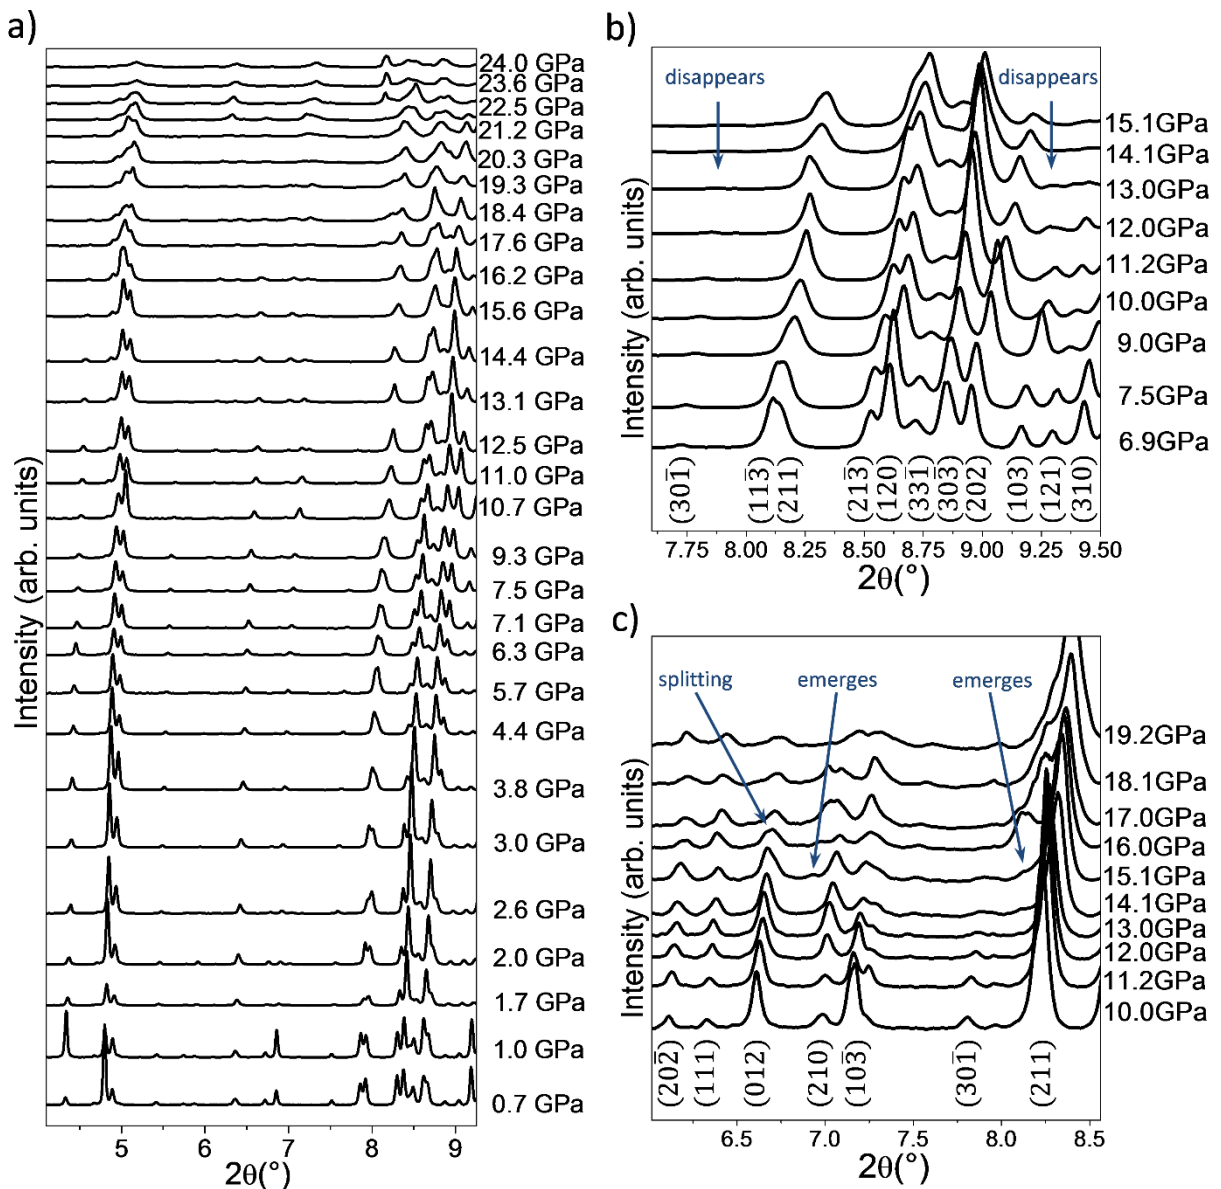 a)
24.0 GPa
23.6 GPa
22.5 GPa
21.2 GPa
20.3 GPa
19.3 GPa
18.4 GPa
17.6 GPa
16.2 GPa
15.6 GPa
14.4 GPa
13.1 GPa
12.5 GPa
11.0 GPa
10.7 GPa
9.3 GPa
7.5 GPa
7.1 GPa
6.3 GPa
5.7 GPa
4.4 GPa
3.8 GPa
3.0 GPa
2.6 GPa
2.0 GPa
1.7 GPa
1.0 GPa
0.7 GPa
Intensity (arb. units)
5 6 7 8 9
2θ(°)
b)
disappears disappears
15.1GPa
14.1GPa
13.0GPa
12.0GPa
11.2GPa
10.0GPa
9.0GPa
7.5GPa
6.9GPa
Intensity (arb. units)
(301̅) (113̅) (211) (213̅) (120) (3̅31) (3̅03) (202) (103) (121) (310)
7.75 8.00 8.25 8.50 8.75 9.00 9.25 9.50
2θ(°)
c)
splitting emerges emerges
19.2GPa
18.1GPa
17.0GPa
16.0GPa
15.1GPa
14.1GPa
13.0GPa
12.0GPa
11.2GPa
10.0GPa
Intensity (arb. units)
(202̅) (111) (012) (210) (103̅) (301̅) (211)
6.5 7.0 7.5 8.0 8.5
2θ(°)